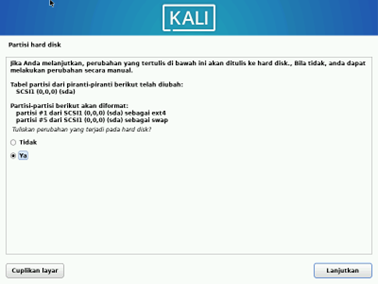 KALI
Partisi hard disk
Jika Anda melanjutkan, perubahan yang tertulis di bawah ini akan ditulis ke hard disk., Bila tidak, anda dapat
melakukan perubahan secara manual.
Tabel partisi dari piranti-piranti berikut telah diubah:
SCSI1 (0,0,0) (sda)
Partisi-partisi berikut akan diformat:
partisi #1 dari SCSI1 (0,0,0) (sda) sebagai ext4
partisi #5 dari SCSI1 (0,0,0) (sda) sebagai swap
Tuliskan perubahan yang terjadi pada hard disk?
Tidak
Ya
Cuplikan layar
Lanjutkan